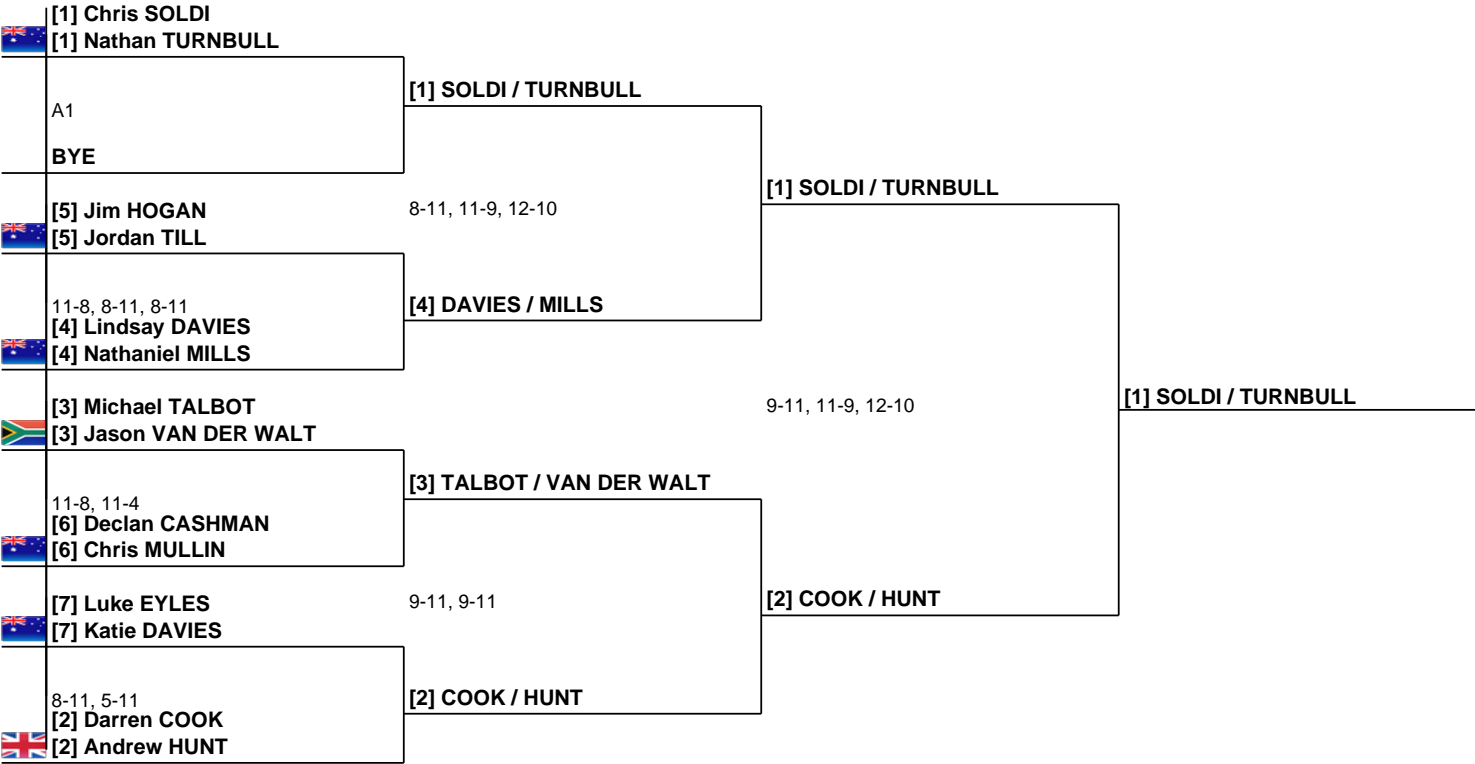 [1] Chris SOLDI
[1] Nathan TURNBULL
[1] SOLDI / TURNBULL
A1
BYE
[1] SOLDI / TURNBULL
[5] Jim HOGAN
8-11, 11-9, 12-10
[5] Jordan TILL
11-8, 8-11, 8-11
[4] DAVIES / MILLS
[4] Lindsay DAVIES
[4] Nathaniel MILLS
[1] SOLDI / TURNBULL
[3] Michael TALBOT
9-11, 11-9, 12-10
[3] Jason VAN DER WALT
[3] TALBOT / VAN DER WALT
11-8, 11-4
[6] Declan CASHMAN
[6] Chris MULLIN
[2] COOK / HUNT
[7] Luke EYLES
9-11, 9-11
[7] Katie DAVIES
8-11, 5-11
[2] COOK / HUNT
[2] Darren COOK
[2] Andrew HUNT